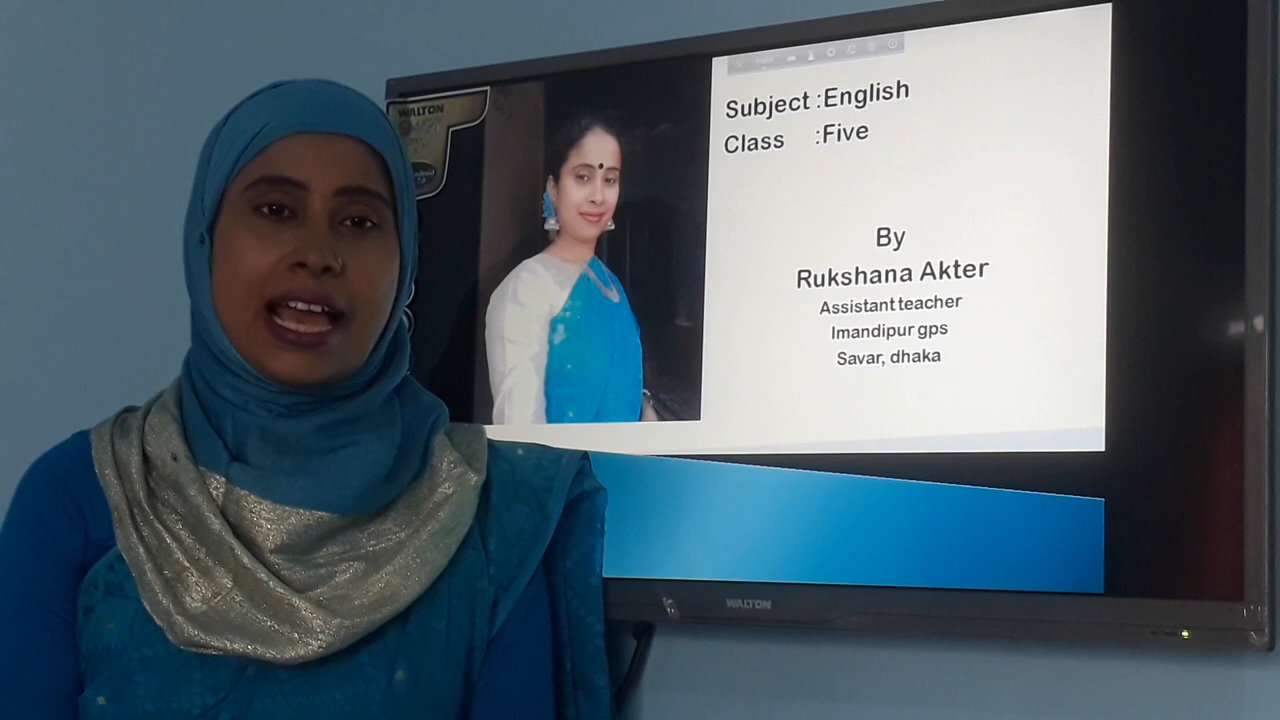 WALTON
Subject :English
Class :Five
By
Rukshana Akter
Assistant teacher
Imandipur gps
Savar, dhaka
WALTON